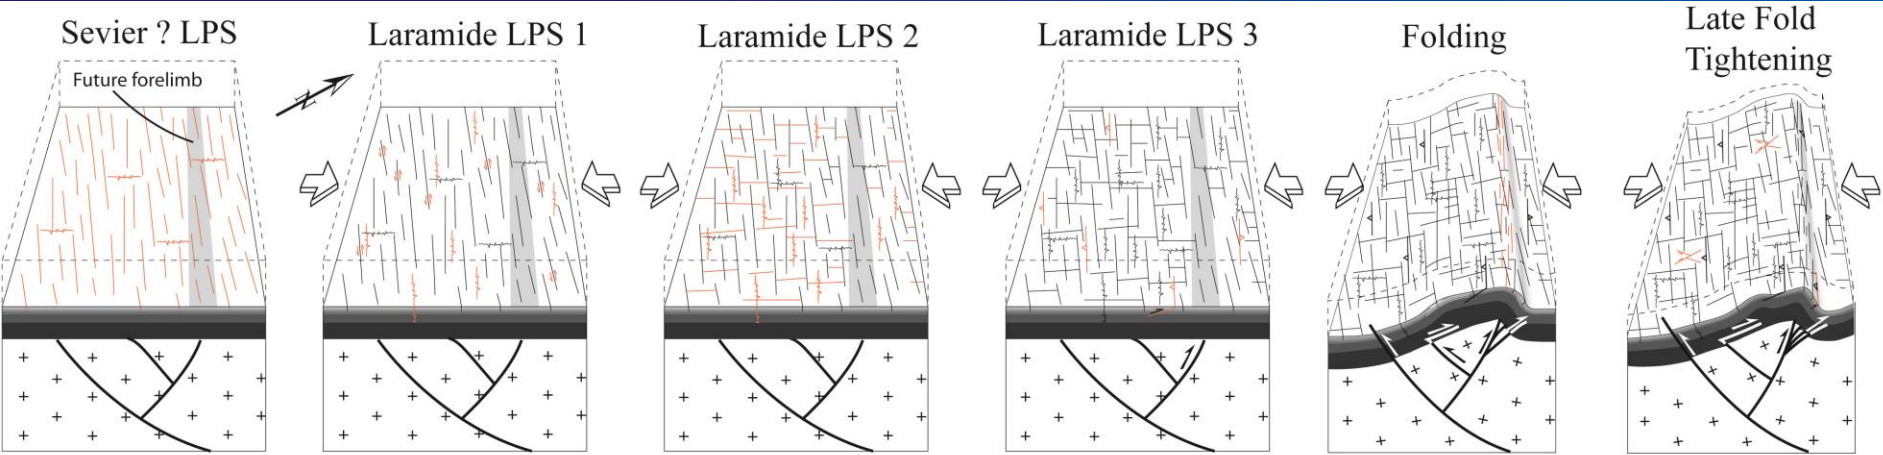 Sevier ? LPS
Future forelimb
N
Laramide LPS 1
Laramide LPS 2
Laramide LPS 3
Folding
Late Fold
Tightening